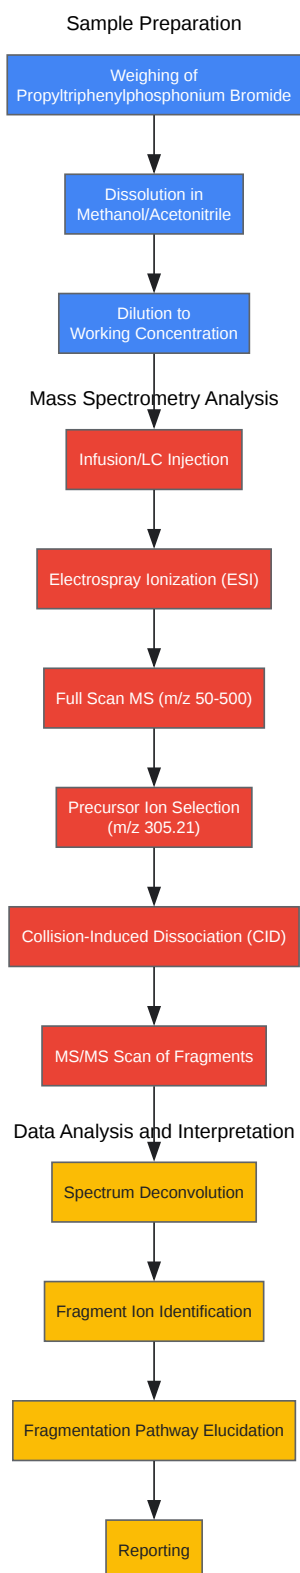 Sample Preparation
Weighing of
Propyltriphenylphosphonium Bromide
Dissolution in
Methanol/Acetonitrile
Dilution to
Working Concentration
Mass Spectrometry Analysis
Infusion/LC Injection
Electrospray Ionization (ESI)
Full Scan MS (m/z 50-500)
Precursor Ion Selection
(m/z 305.21)
Collision-Induced Dissociation (CID)
MS/MS Scan of Fragments
Data Analysis and Interpretation
Spectrum Deconvolution
Fragment Ion Identification
Fragmentation Pathway Elucidation
Reporting